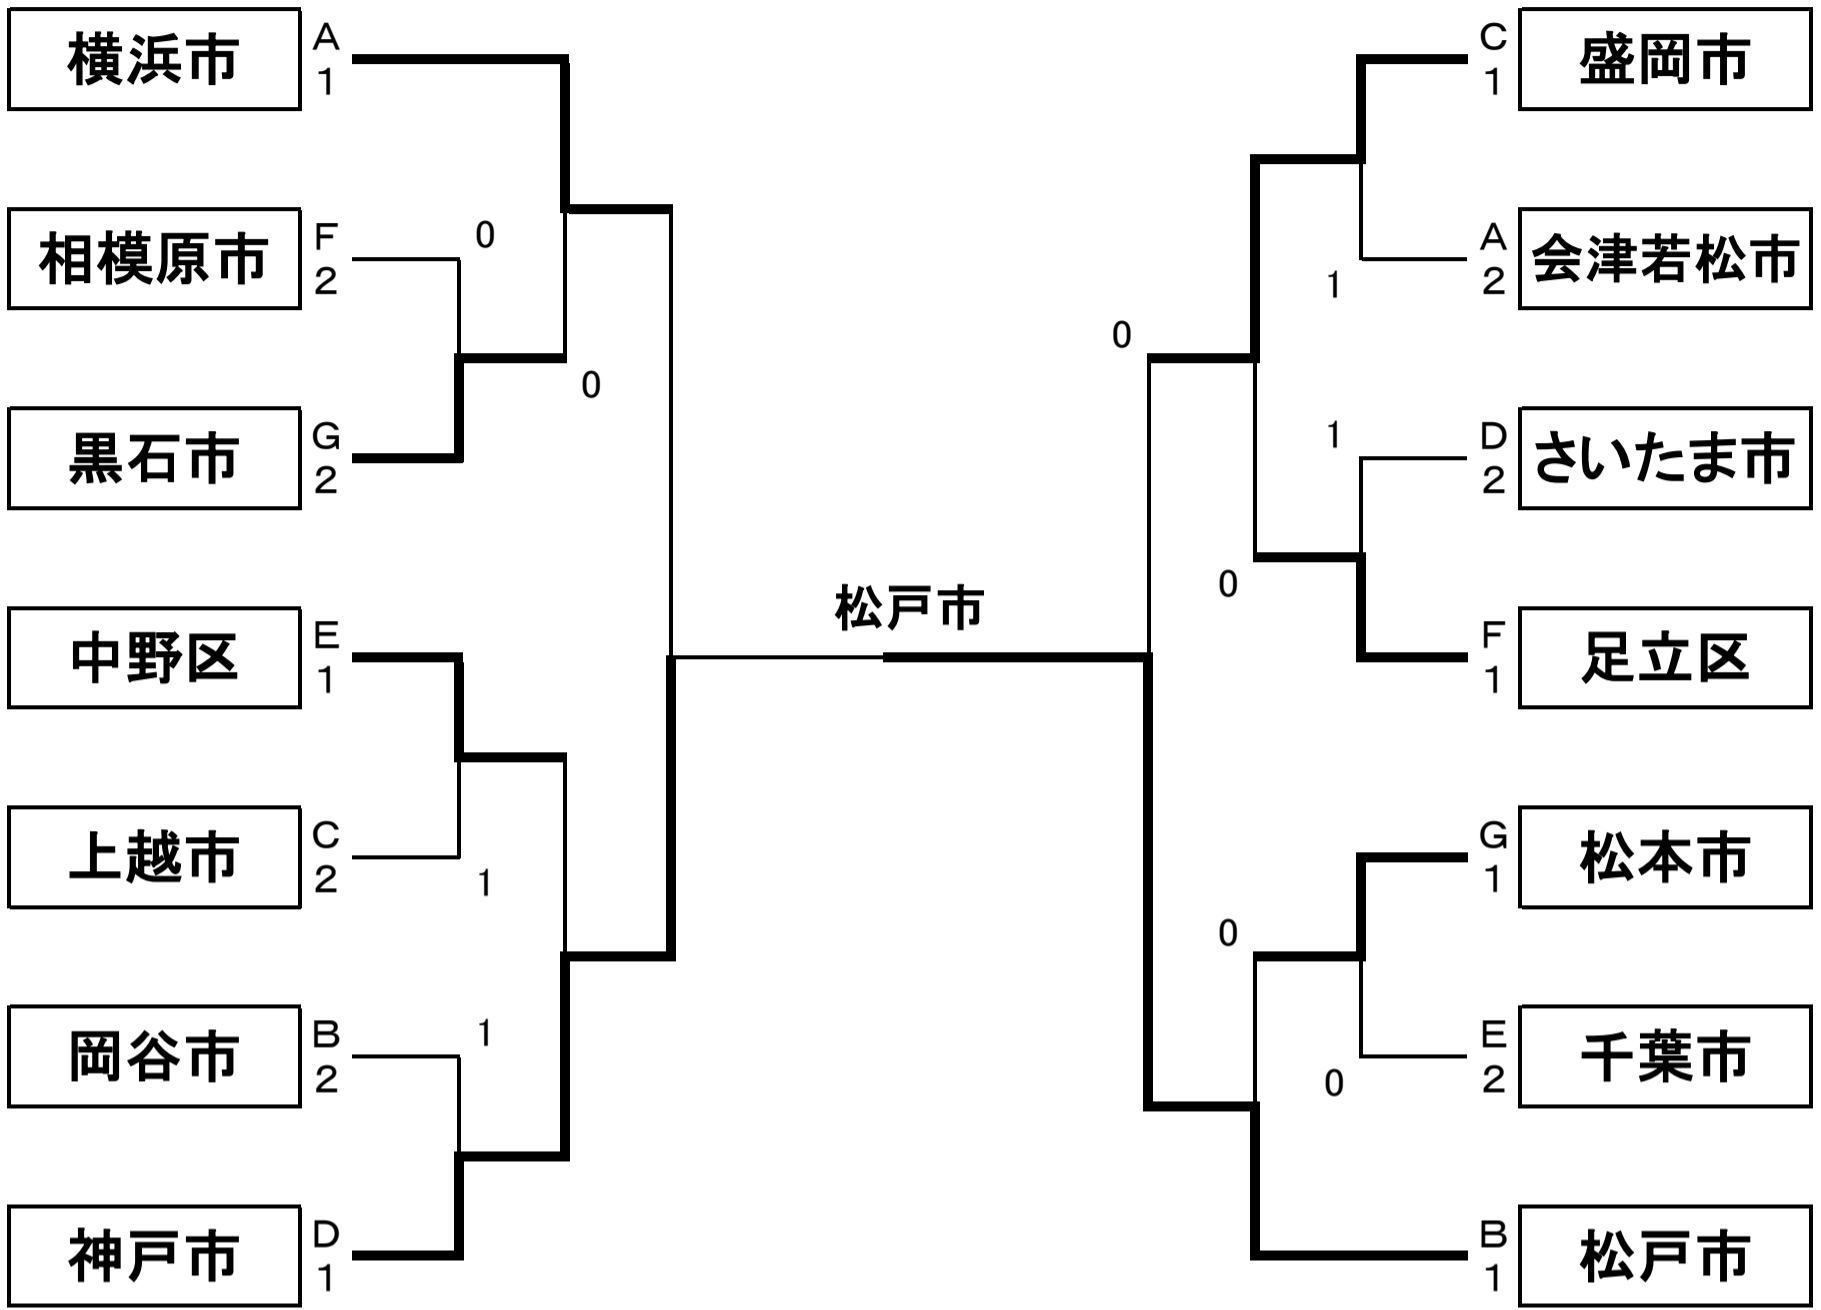 横浜市 A 1
相模原市 F 2
0
黒石市 G 2
0
中野区 E 1
上越市 C 2
1
岡谷市 B 2
1
神戸市 D 1
松戸市
C 1 盛岡市
A 2 会津若松市
1
0
D 2 さいたま市
1
F 1 足立区
0
G 1 松本市
0
E 2 千葉市
0
B 1 松戸市